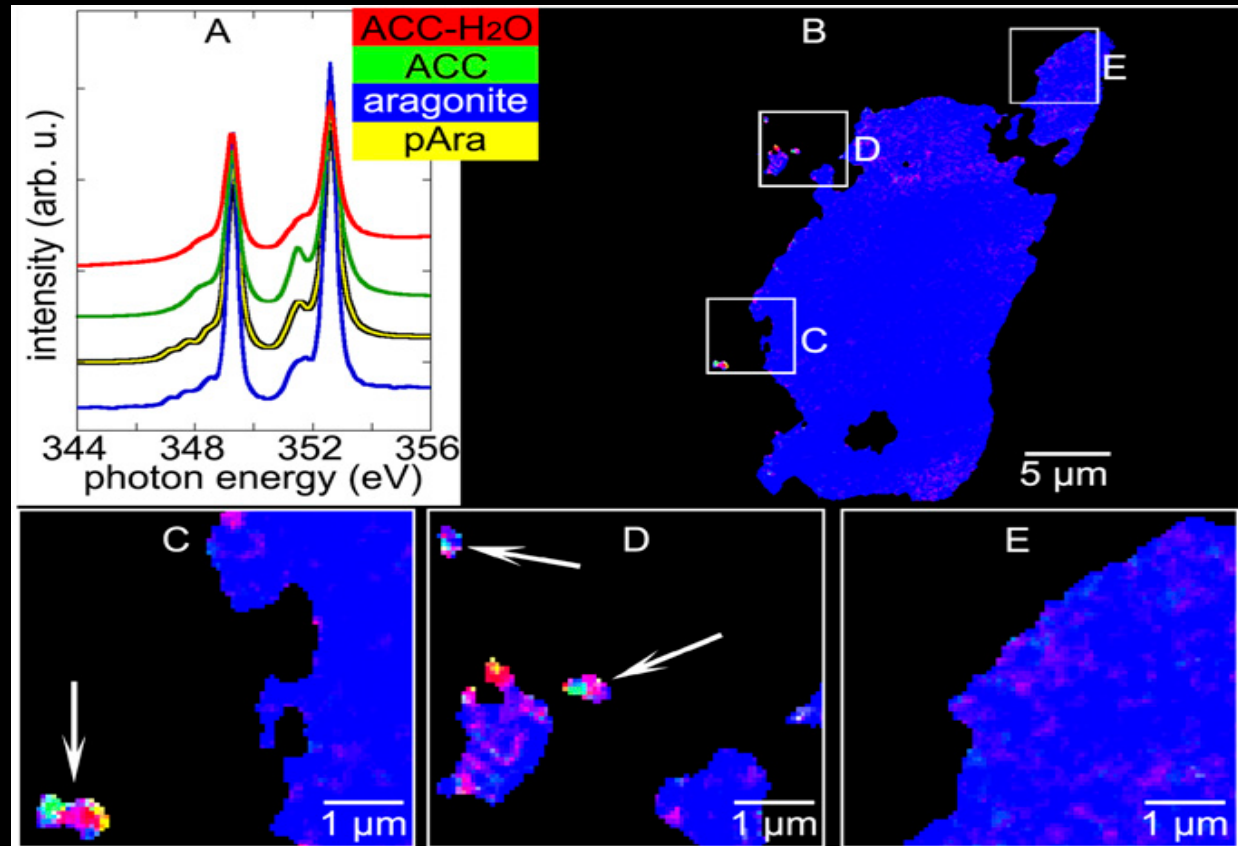 A
ACC-H₂O
ACC
aragonite
pAra
intensity (arb. u.)
344 348 352 356
photon energy (eV)
B
E
D
C
5 µm
C
1 µm
D
1 µm
E
1 µm